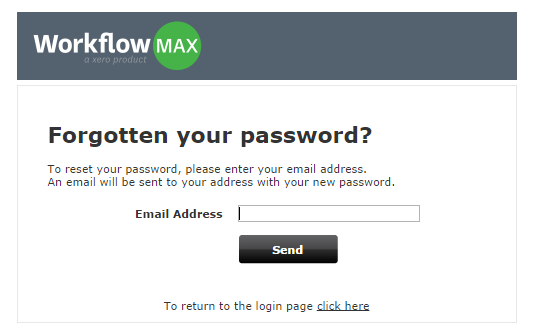 Workflow MAX
a xero product
Forgotten your password?
To reset your password, please enter your email address.
An email will be sent to your address with your new password.
Email Address
Send
To return to the login page click here